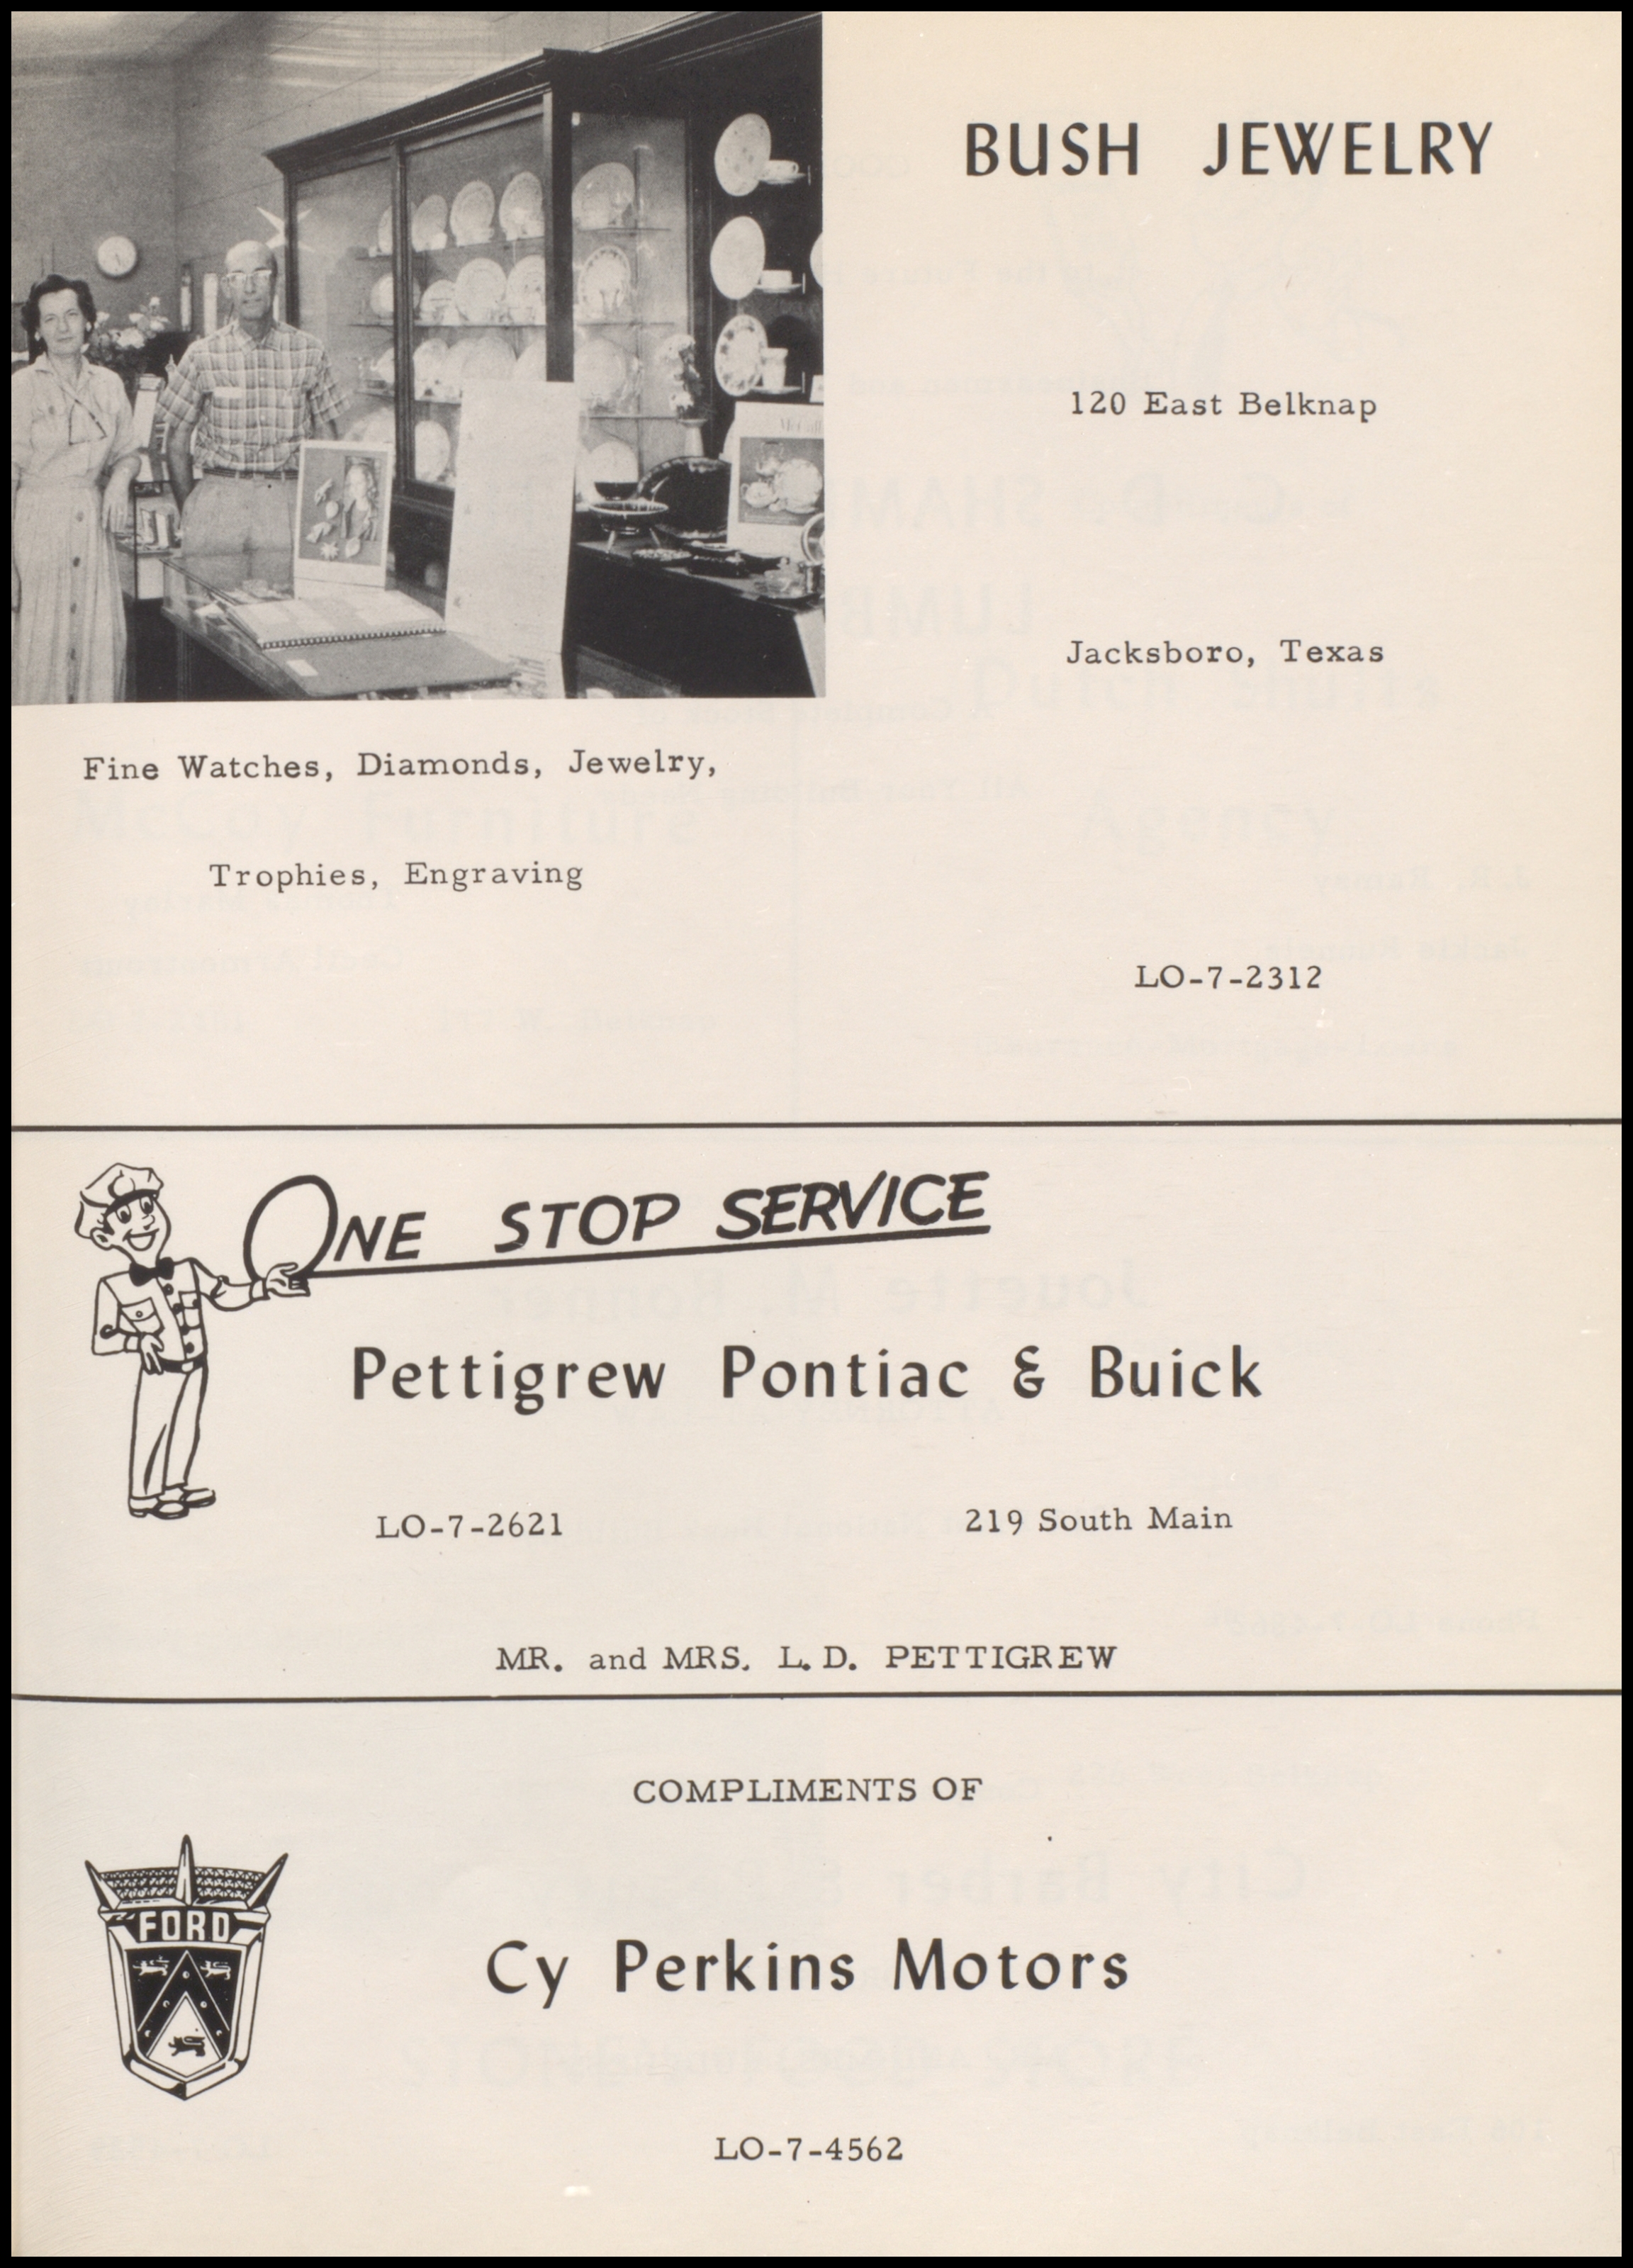 BUSH JEWELRY
120 East Belknap
Jacksboro, Texas
Fine Watches, Diamonds, Jewelry,
Trophies, Engraving
LO-7-2312
ONE STOP SERVICE
Pettigrew Pontiac & Buick
LO-7-2621 219 South Main
MR. and MRS. L. D. PETTIGREW
COMPLIMENTS OF
FORD
Cy Perkins Motors
LO-7-4562